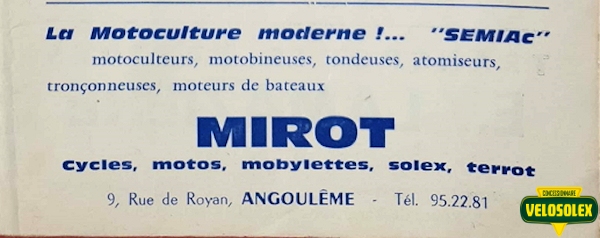 La Motoculture moderne !... "SEMIAC"
motoculteurs, motobineuses, tondeuses, atomiseurs,
tronçonneuses, moteurs de bateaux
MIROT
Cycles, motos, mobylettes, solex, terrot
9, Rue de Royan, ANGOULÊME - Tél. 95.22.81
CONCESSIONNAIRE
VELOSOLEX